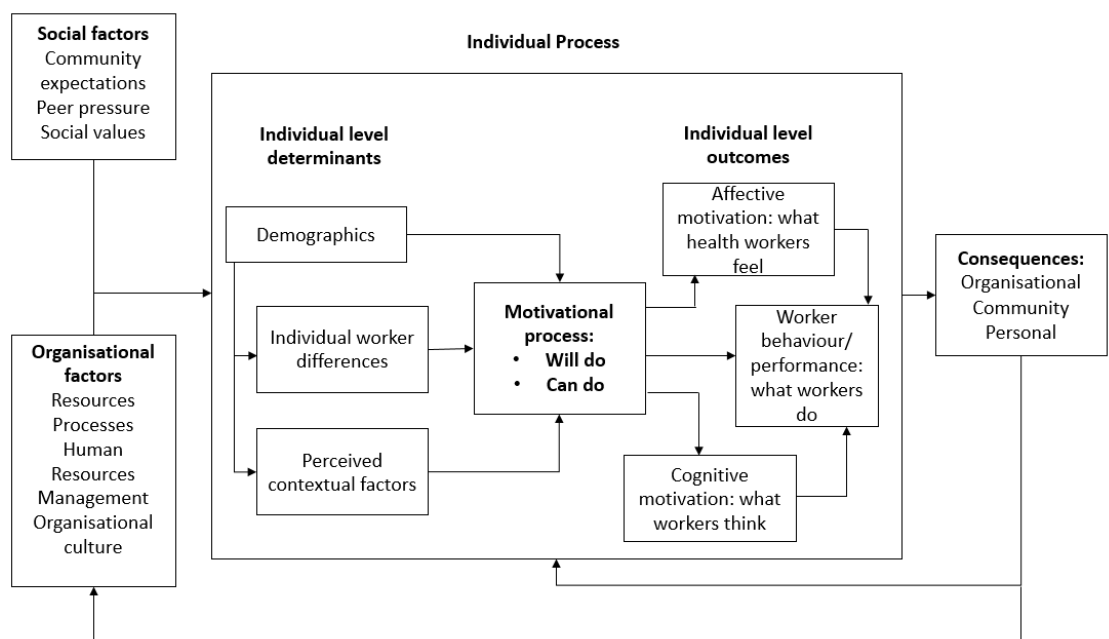 Social factors
Community
expectations
Peer pressure
Social values
Organisational
factors
Resources
Processes
Human
Resources
Management
Organisational
culture
Individual Process
Individual level
determinants
Demographics
Individual worker
differences
Perceived
contextual factors
Motivational
process:
• Will do
• Can do
Individual level
outcomes
Affective
motivation: what
health workers
feel
Worker
behaviour/
performance:
what workers
do
Cognitive
motivation: what
workers think
Consequences:
Organisational
Community
Personal